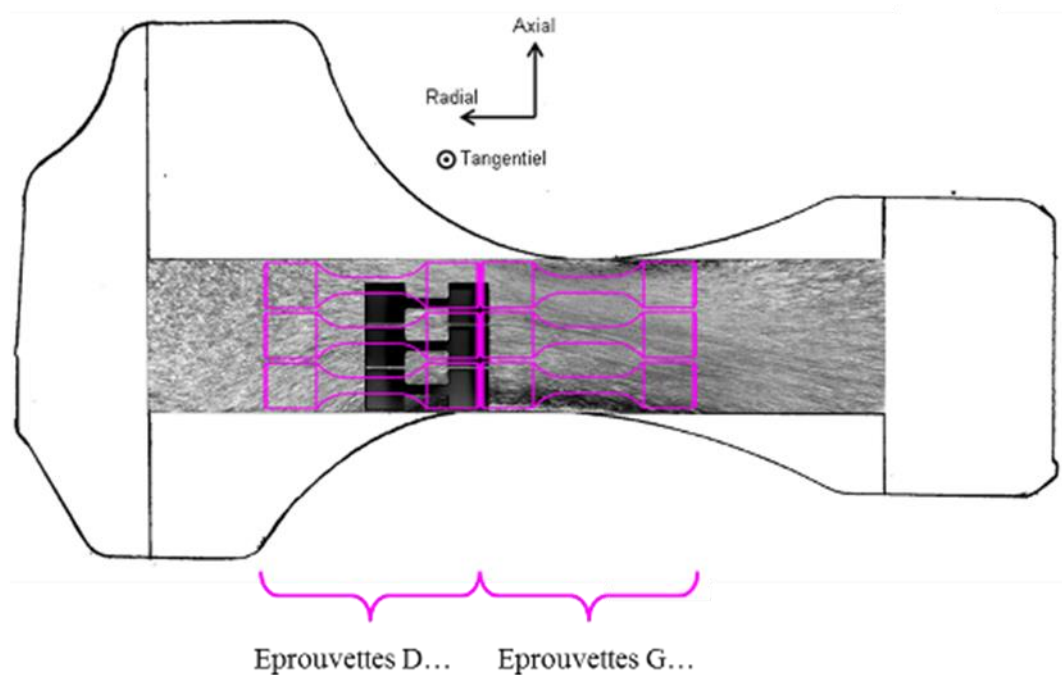 Axial
Radial
Tangentiel
Eprouvettes D…
Eprouvettes G…